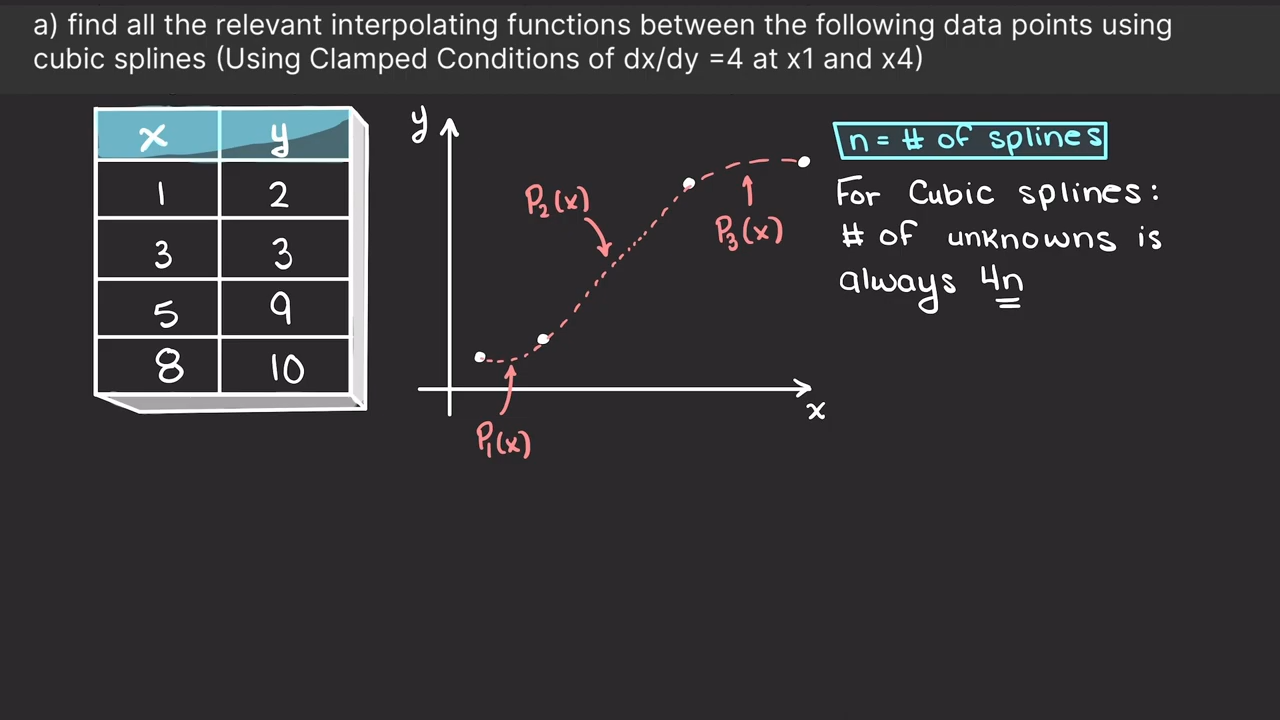 a) find all the relevant interpolating functions between the following data points using
cubic splines (Using Clamped Conditions of dx/dy =4 at x1 and x4)
x y
1 2
3 3
5 9
8 10
y
P₂(x)
P₃(x)
P₁(x)
x
n = # of splines
For Cubic splines:
# of unknowns is
always 4n